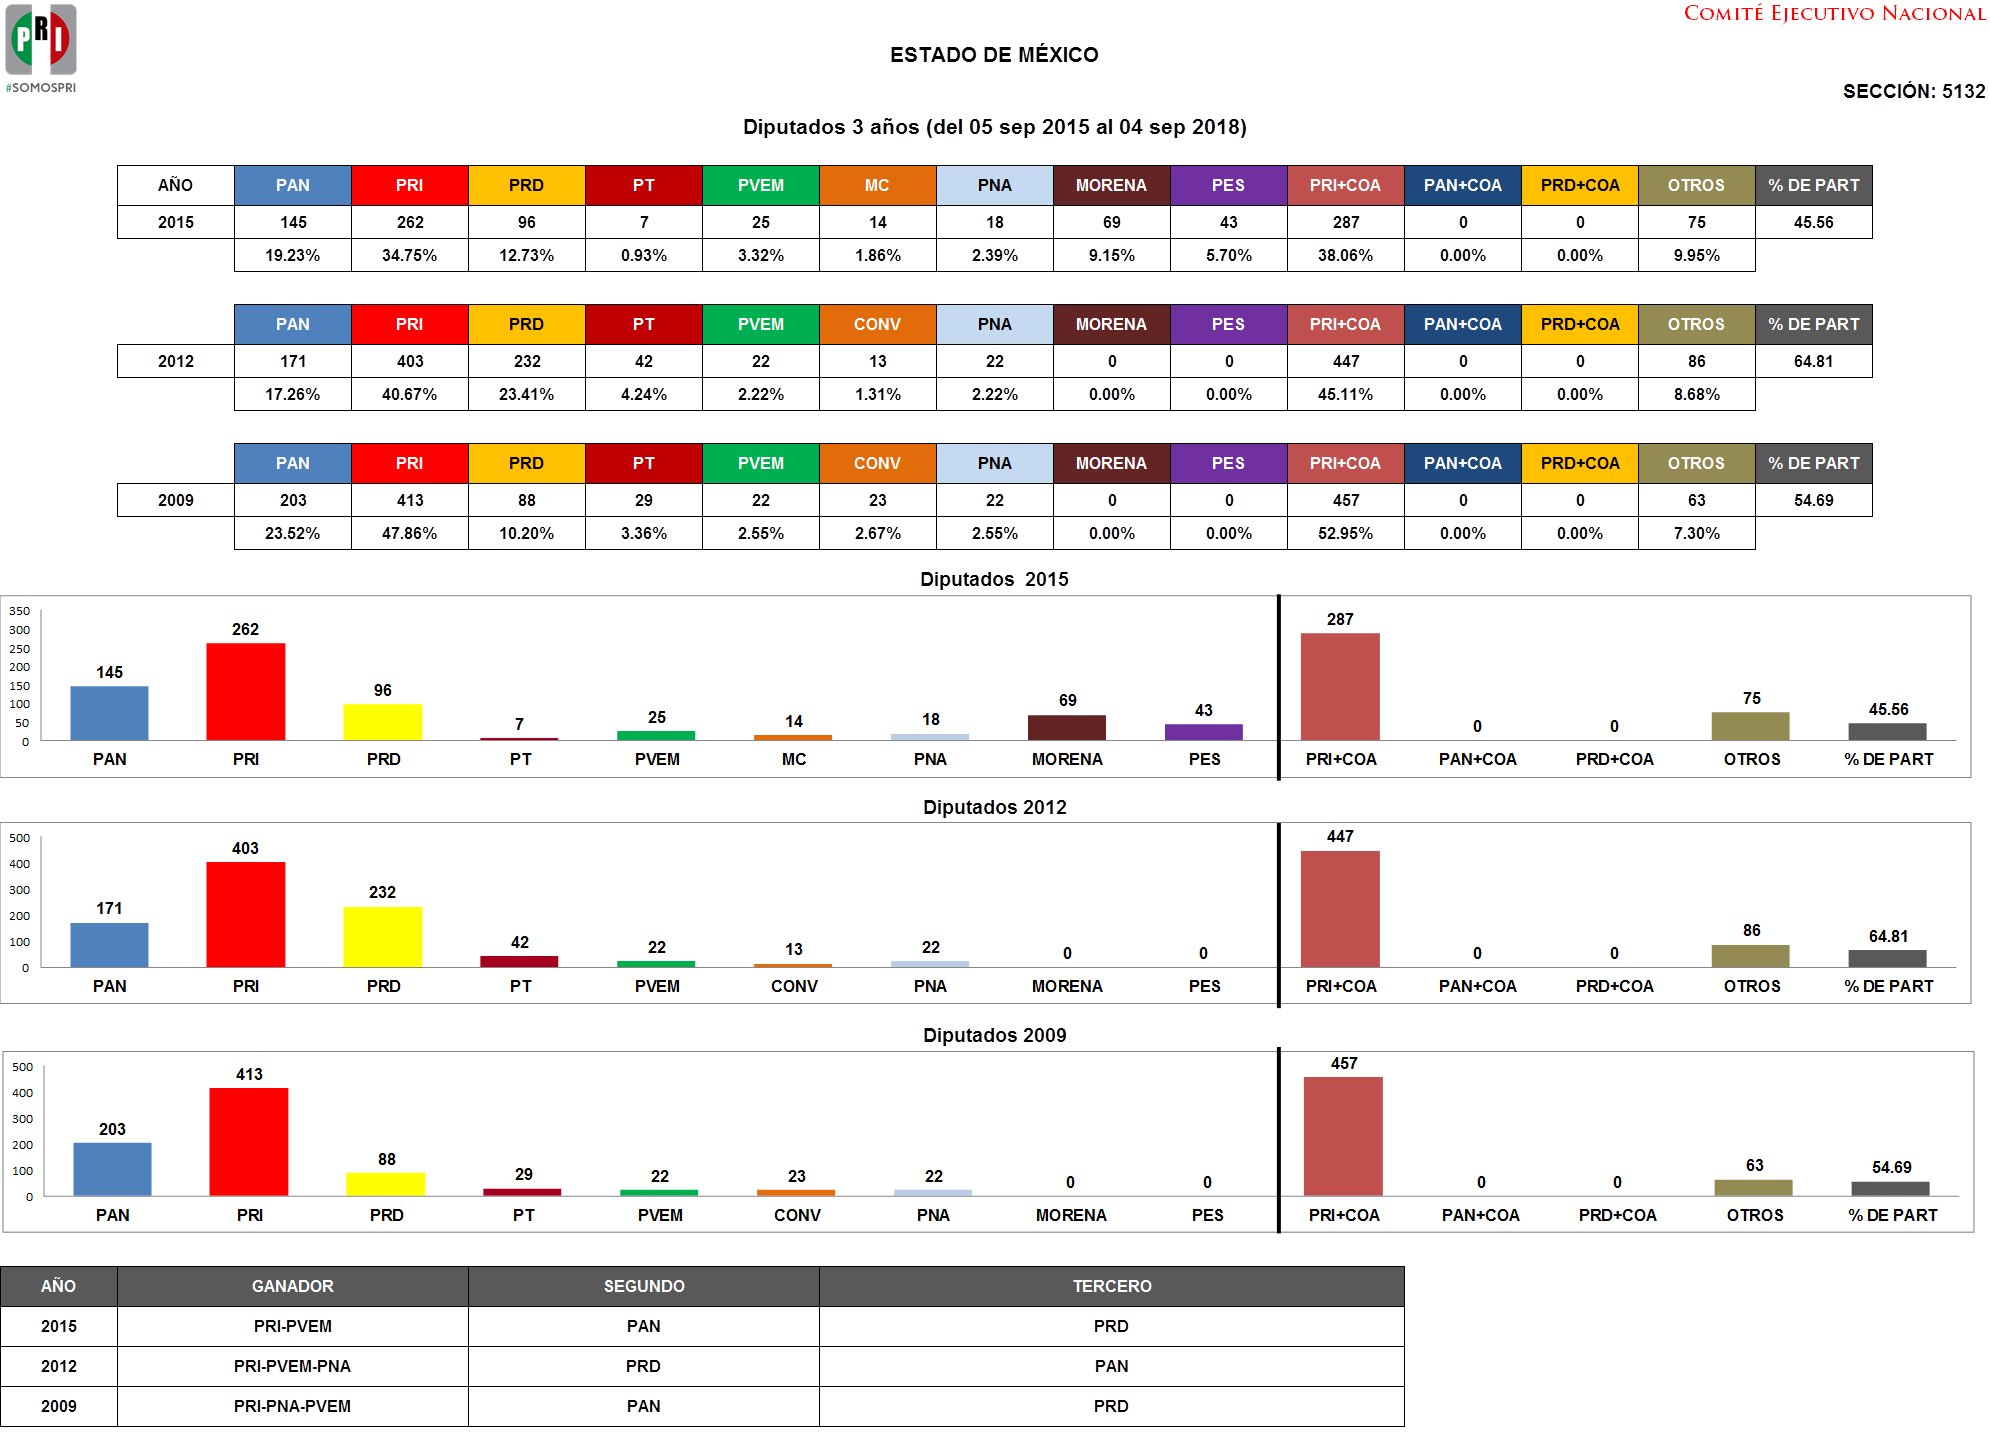 PRI
#SOMOSPRI
COMITÉ EJECUTIVO NACIONAL
ESTADO DE MÉXICO
SECCIÓN: 5132
Diputados 3 años (del 05 sep 2015 al 04 sep 2018)
AÑO PAN PRI PRD PT PVEM MC PNA MORENA PES PRI+COA PAN+COA PRD+COA OTROS % DE PART
2015 145 262 96 7 25 14 18 69 43 287 0 0 75 45.56
19.23% 34.75% 12.73% 0.93% 3.32% 1.86% 2.39% 9.15% 5.70% 38.06% 0.00% 0.00% 9.95%
PAN PRI PRD PT PVEM CONV PNA MORENA PES PRI+COA PAN+COA PRD+COA OTROS % DE PART
2012 171 403 232 42 22 13 22 0 0 447 0 0 86 64.81
17.26% 40.67% 23.41% 4.24% 2.22% 1.31% 2.22% 0.00% 0.00% 45.11% 0.00% 0.00% 8.68%
PAN PRI PRD PT PVEM CONV PNA MORENA PES PRI+COA PAN+COA PRD+COA OTROS % DE PART
2009 203 413 88 29 22 23 22 0 0 457 0 0 63 54.69
23.52% 47.86% 10.20% 3.36% 2.55% 2.67% 2.55% 0.00% 0.00% 52.95% 0.00% 0.00% 7.30%
Diputados 2015
350
300
250
200
150
100
50
0
145 262 96 7 25 14 18 69 43 287 0 0 75 45.56
PAN PRI PRD PT PVEM MC PNA MORENA PES PRI+COA PAN+COA PRD+COA OTROS % DE PART
Diputados 2012
500
400
300
200
100
0
171 403 232 42 22 13 22 0 0 447 0 0 86 64.81
PAN PRI PRD PT PVEM CONV PNA MORENA PES PRI+COA PAN+COA PRD+COA OTROS % DE PART
Diputados 2009
500
400
300
200
100
0
203 413 88 29 22 23 22 0 0 457 0 0 63 54.69
PAN PRI PRD PT PVEM CONV PNA MORENA PES PRI+COA PAN+COA PRD+COA OTROS % DE PART
AÑO GANADOR SEGUNDO TERCERO
2015 PRI-PVEM PAN PRD
2012 PRI-PVEM-PNA PRD PAN
2009 PRI-PNA-PVEM PAN PRD